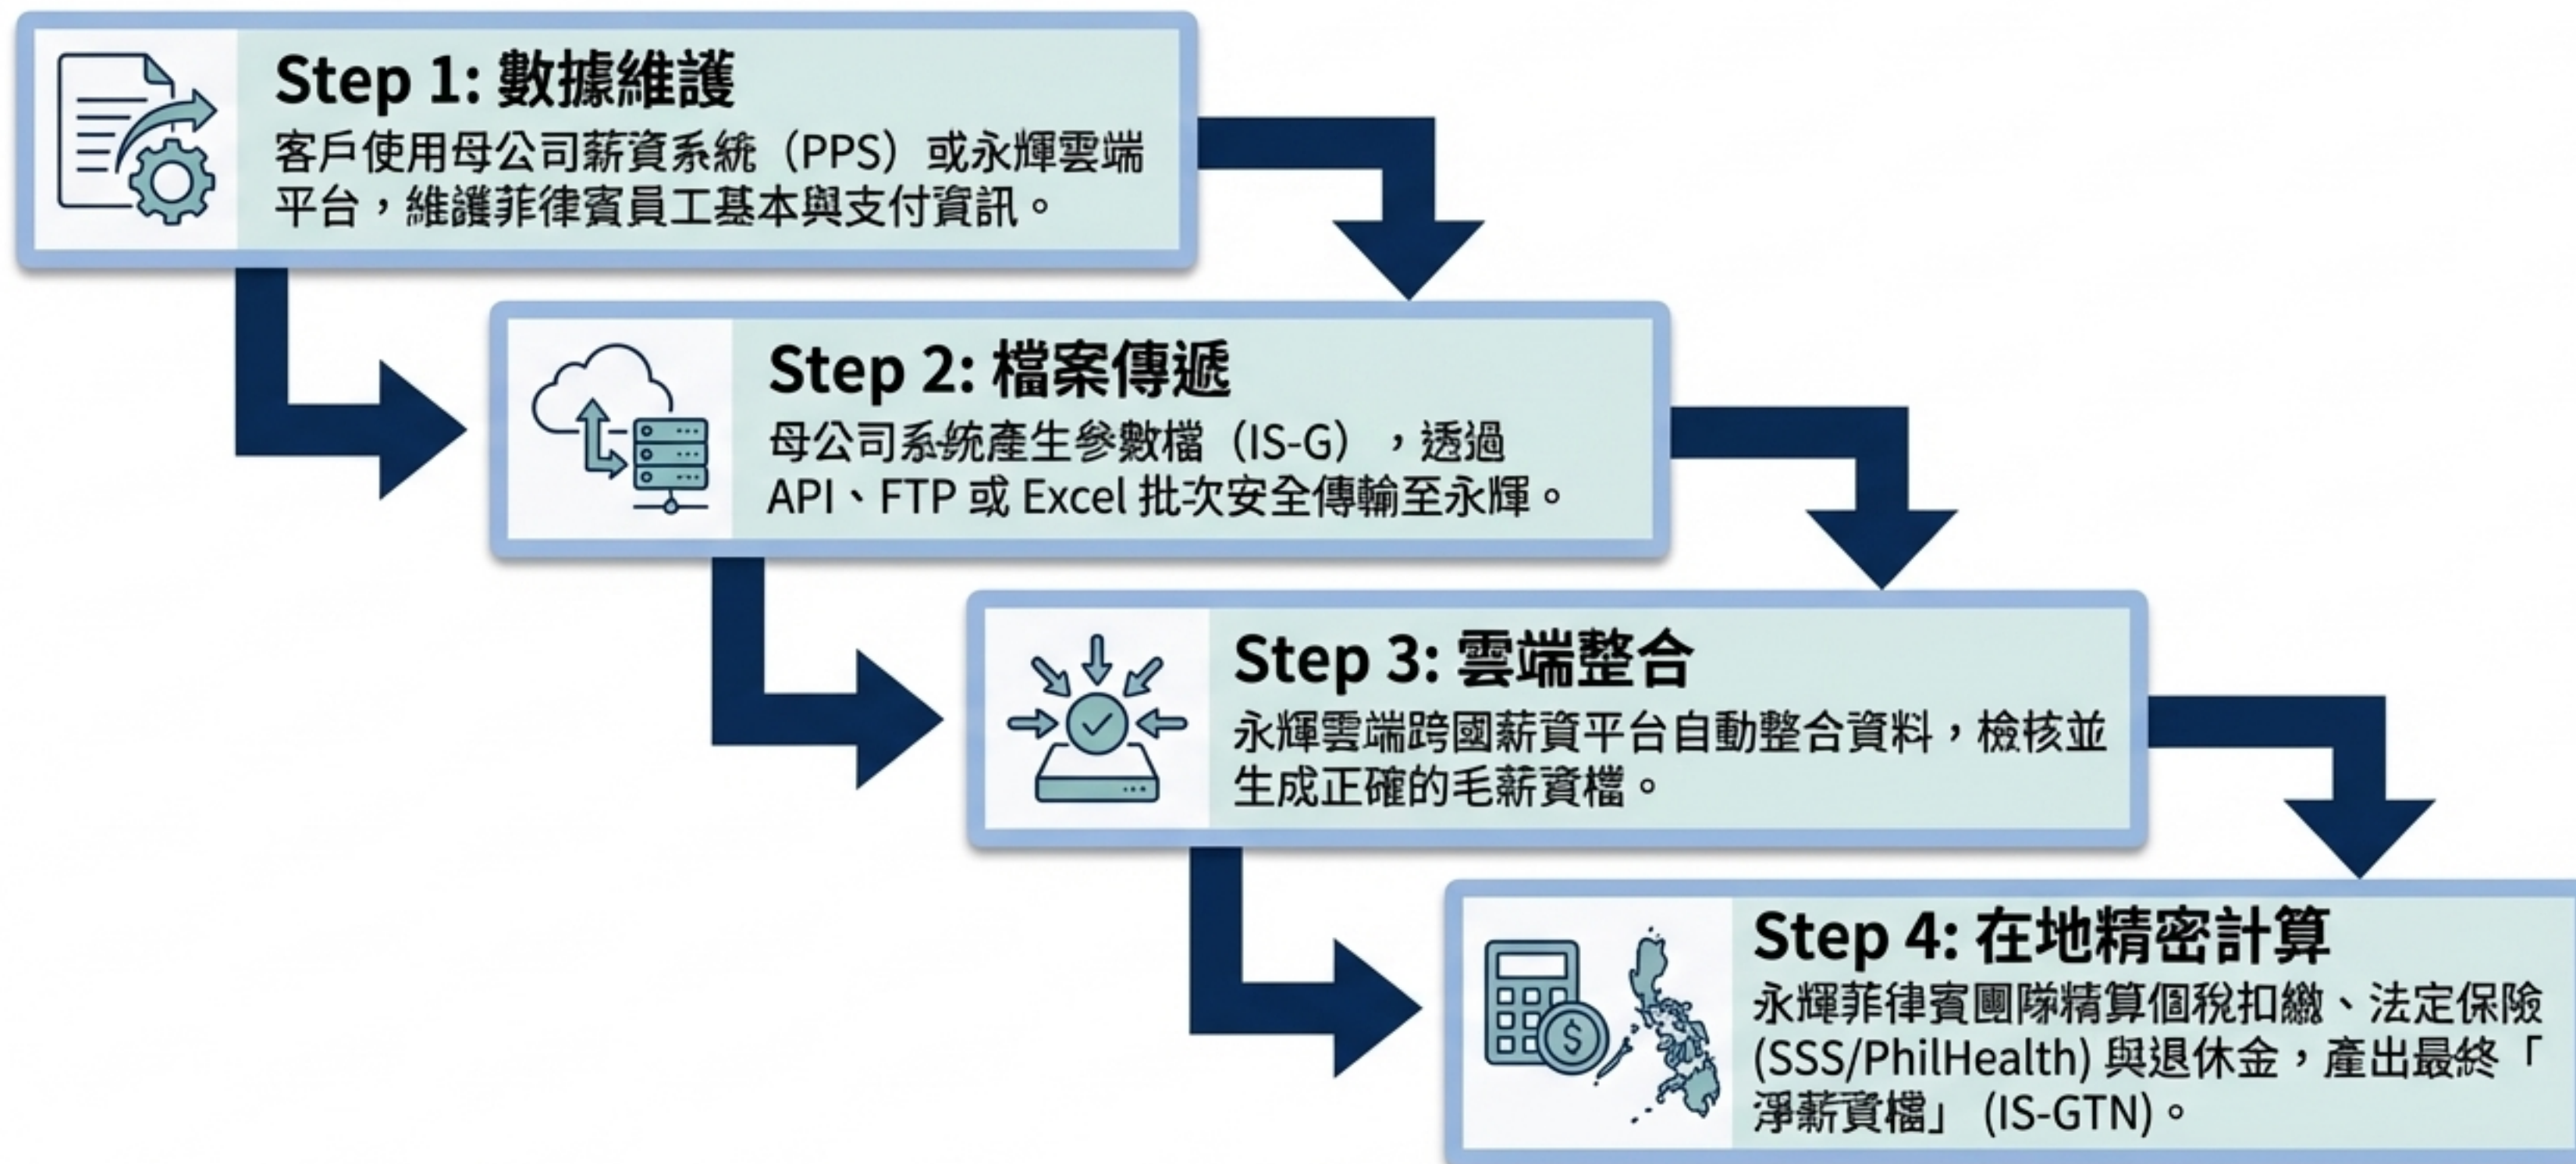 Step 1: 數據維護
客戶使用母公司薪資系統（PPS）或永輝雲端
平台，維護菲律賓員工基本與支付資訊。
Step 2: 檔案傳遞
母公司系統產生參數檔（IS-G），透過
API、FTP 或 Excel 批次安全傳輸至永輝。
Step 3: 雲端整合
永輝雲端跨國薪資平台自動整合資料，檢核並
生成正確的毛薪資檔。
Step 4: 在地精密計算
永輝菲律賓團隊精算個稅扣繳、法定保險
(SSS/PhilHealth) 與退休金，產出最終「
淨薪資檔」 (IS-GTN)。
$